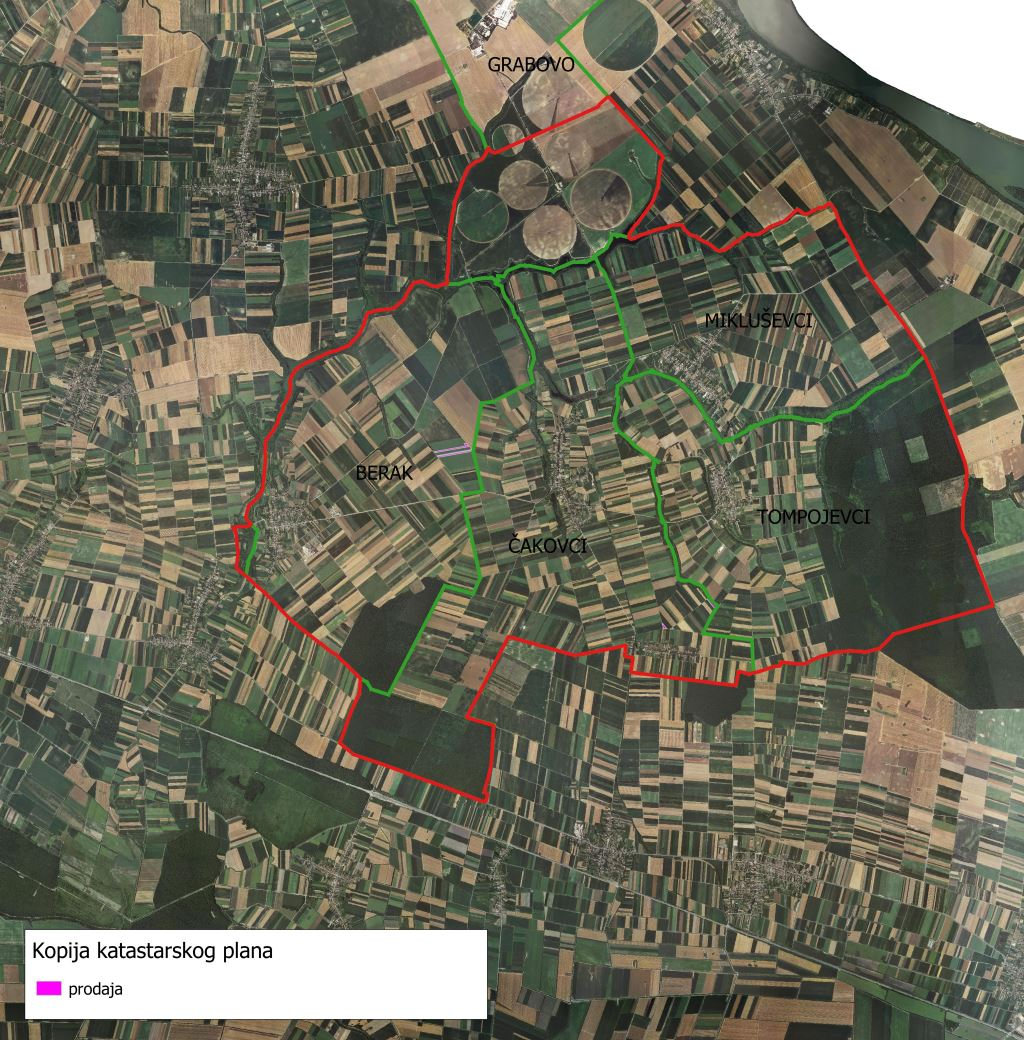 GRABOVO
MIKLUŠEVCI
BERAK
TOMPOJEVCI
ČAKOVCI
Kopija katastarskog plana
prodaja